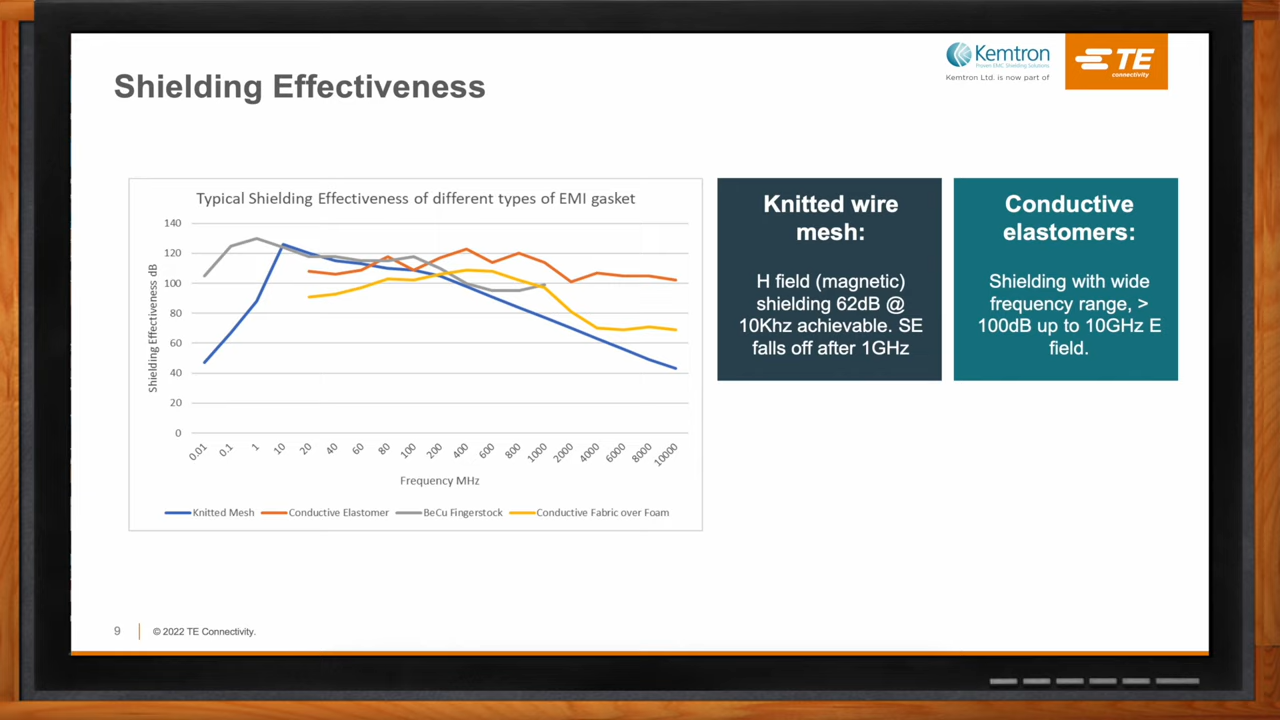 Shielding Effectiveness
Kemtron
Proven EMC Shielding Solutions
Kemtron Ltd. is now part of
TE
connectivity
Typical Shielding Effectiveness of different types of EMI gasket
Shielding Effectiveness dB
140
120
100
80
60
40
20
0
0.01 0.1 1 10 20 40 60 80 100 200 400 600 800 1000 2000 4000 6000 8000 10000
Frequency MHz
Knitted Mesh Conductive Elastomer BeCu Fingerstock Conductive Fabric over Foam
Knitted wire
mesh:
H field (magnetic)
shielding 62dB @
10Khz achievable. SE
falls off after 1GHz
Conductive
elastomers:
Shielding with wide
frequency range, >
100dB up to 10GHz E
field.
9
© 2022 TE Connectivity.